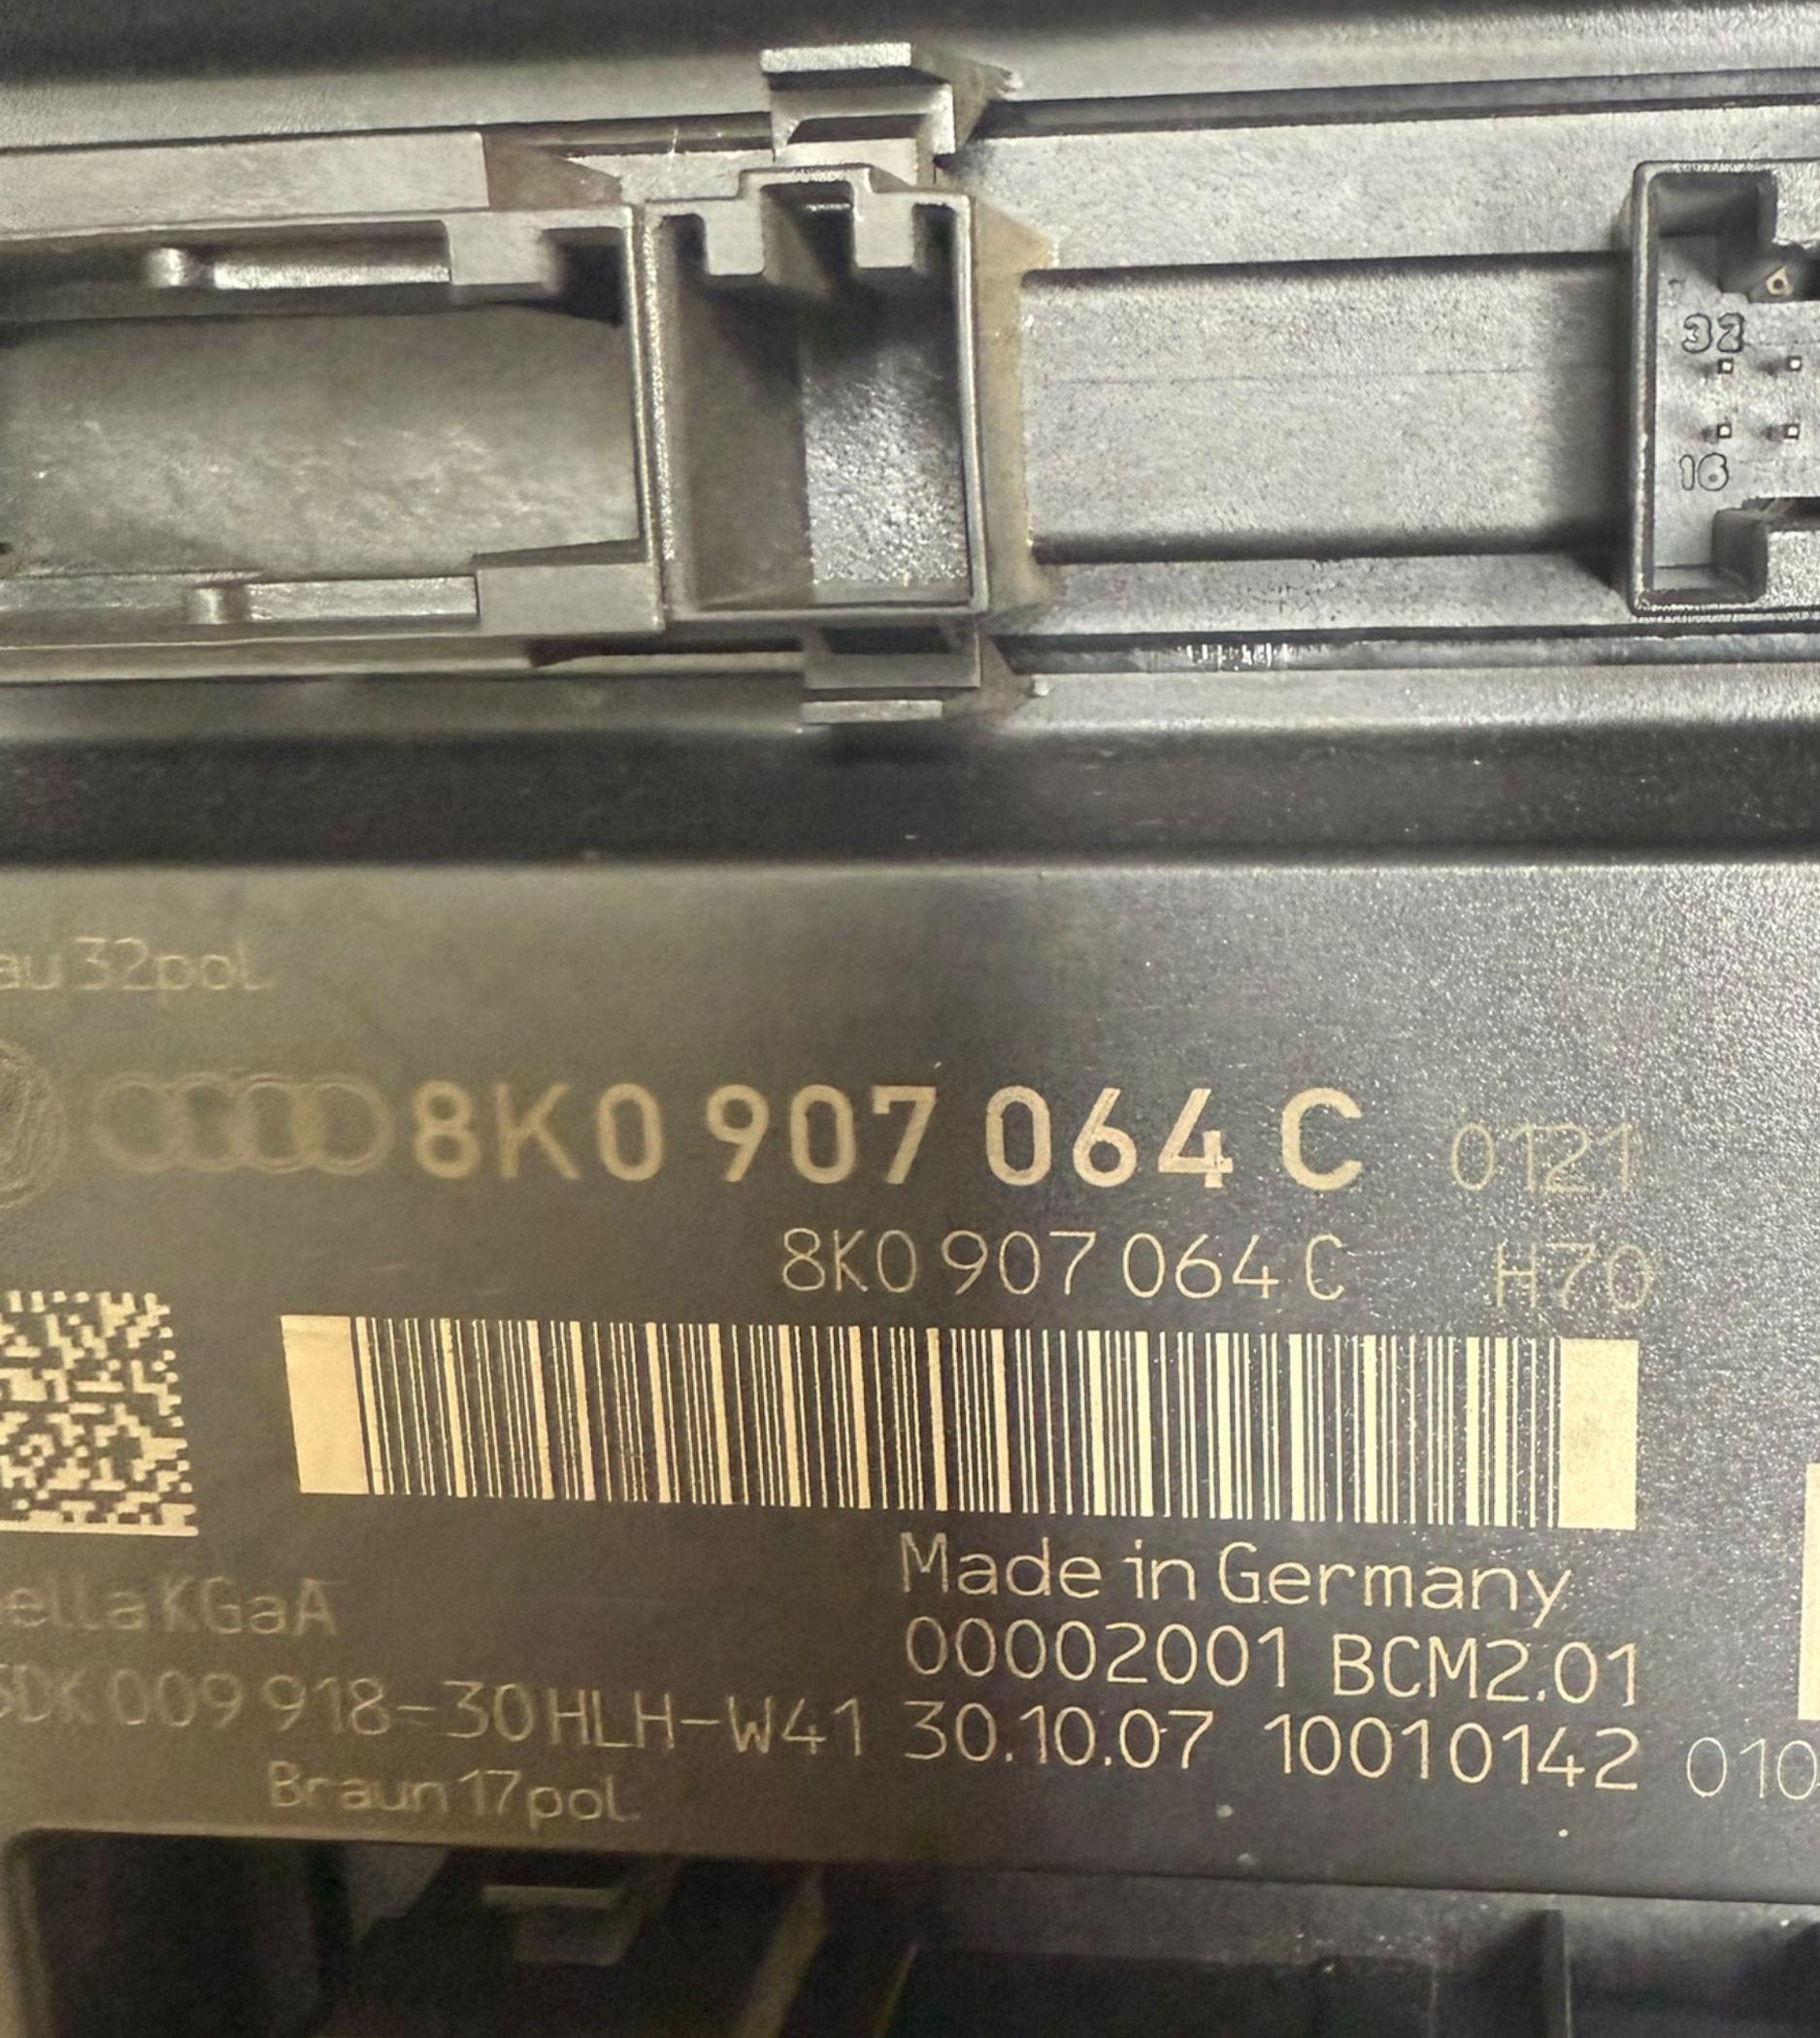 32
16
au 32pol
8K0 907 064 C 0121
8K0 907 064 C H70
Made in Germany
ella KGaA
00002001 BCM2.01
DK 009 918-30 HLH-W41 30.10.07 10010142 010
Braun 17pol